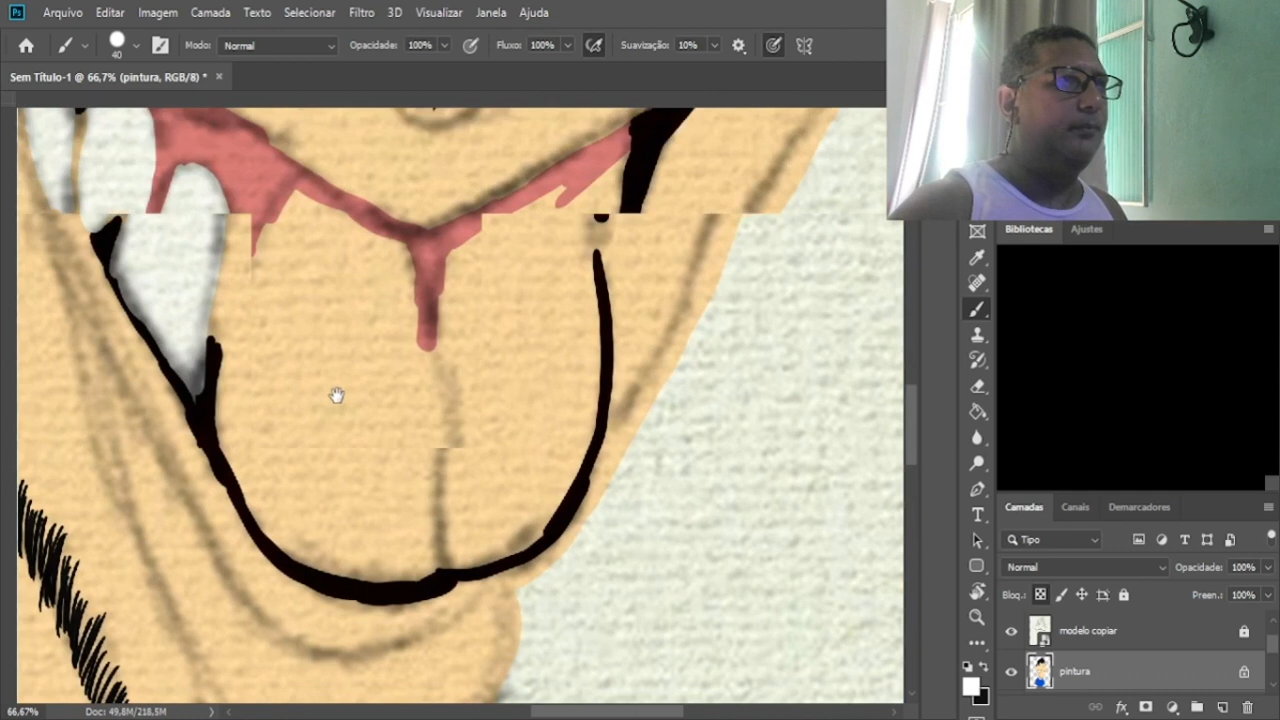 Ps Arquivo Editar Imagem Camada Texto Selecionar Filtro 3D Visualizar Janela Ajuda
40 Modo: Normal Opacidade: 100% Fluxo: 100% Suavização: 10%
Sem Título-1 @ 66,7% (pintura, RGB/8) * ×
Bibliotecas Ajustes
Camadas Canais Demarcadores
Tipo
Normal Opacidade: 100%
Bloq.: Preen.: 100%
modelo copiar
pintura
66,67% Doc: 49,8M/218,5M